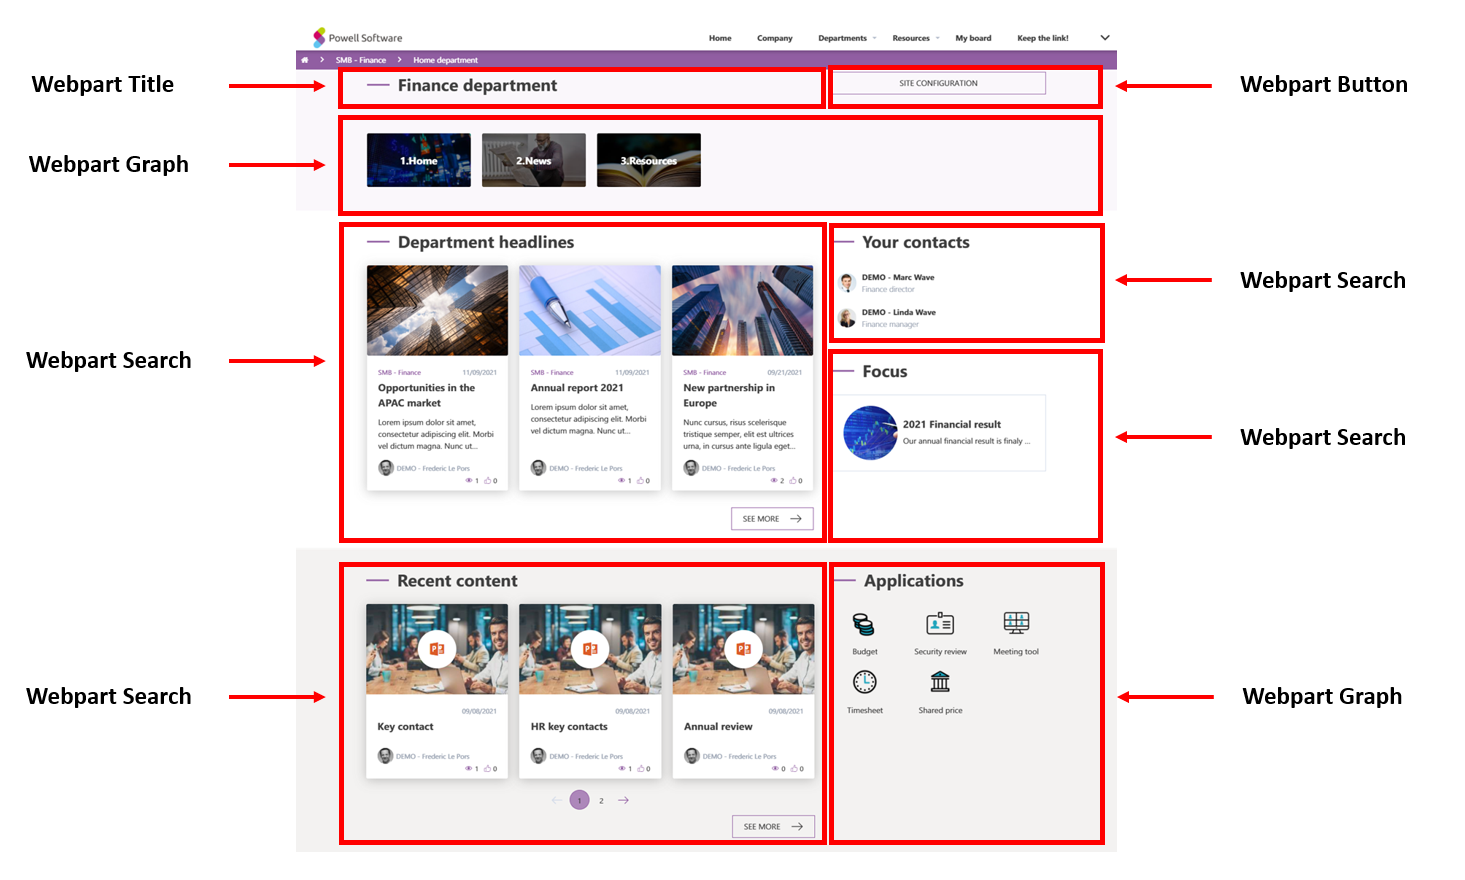 Powell Software
Home Company Departments Resources My board Keep the link!
SMB - Finance Home department
Webpart Title
Finance department
SITE CONFIGURATION
Webpart Button
Webpart Graph
1.Home
2.News
3.Resources
Webpart Search
Department headlines
SMB - Finance 11/09/2021
Opportunities in the
APAC market
Lorem ipsum dolor sit amet,
consectetur adipiscing elit. Morbi
vel dictum magna. Nunc ut...
DEMO - Frederic Le Pors
1 0
SMB - Finance 11/09/2021
Annual report 2021
Lorem ipsum dolor sit amet,
consectetur adipiscing elit. Morbi
vel dictum magna. Nunc ut...
DEMO - Frederic Le Pors
1 0
SMB - Finance 09/21/2021
New partnership in
Europe
Nunc cursus, risus scelerisque
tristique semper, elit est ultrices
urna, in cursus ante ligula eget...
DEMO - Frederic Le Pors
2 0
SEE MORE
Your contacts
DEMO - Marc Wave
Finance director
DEMO - Linda Wave
Finance manager
Webpart Search
Focus
2021 Financial result
Our annual financial result is finaly ...
Webpart Search
Webpart Search
Recent content
09/08/2021
Key contact
DEMO - Frederic Le Pors
1 0
09/08/2021
HR key contacts
DEMO - Frederic Le Pors
1 0
09/08/2021
Annual review
DEMO - Frederic Le Pors
0 0
1 2
SEE MORE
Applications
Budget
Security review
Meeting tool
Timesheet
Shared price
Webpart Graph